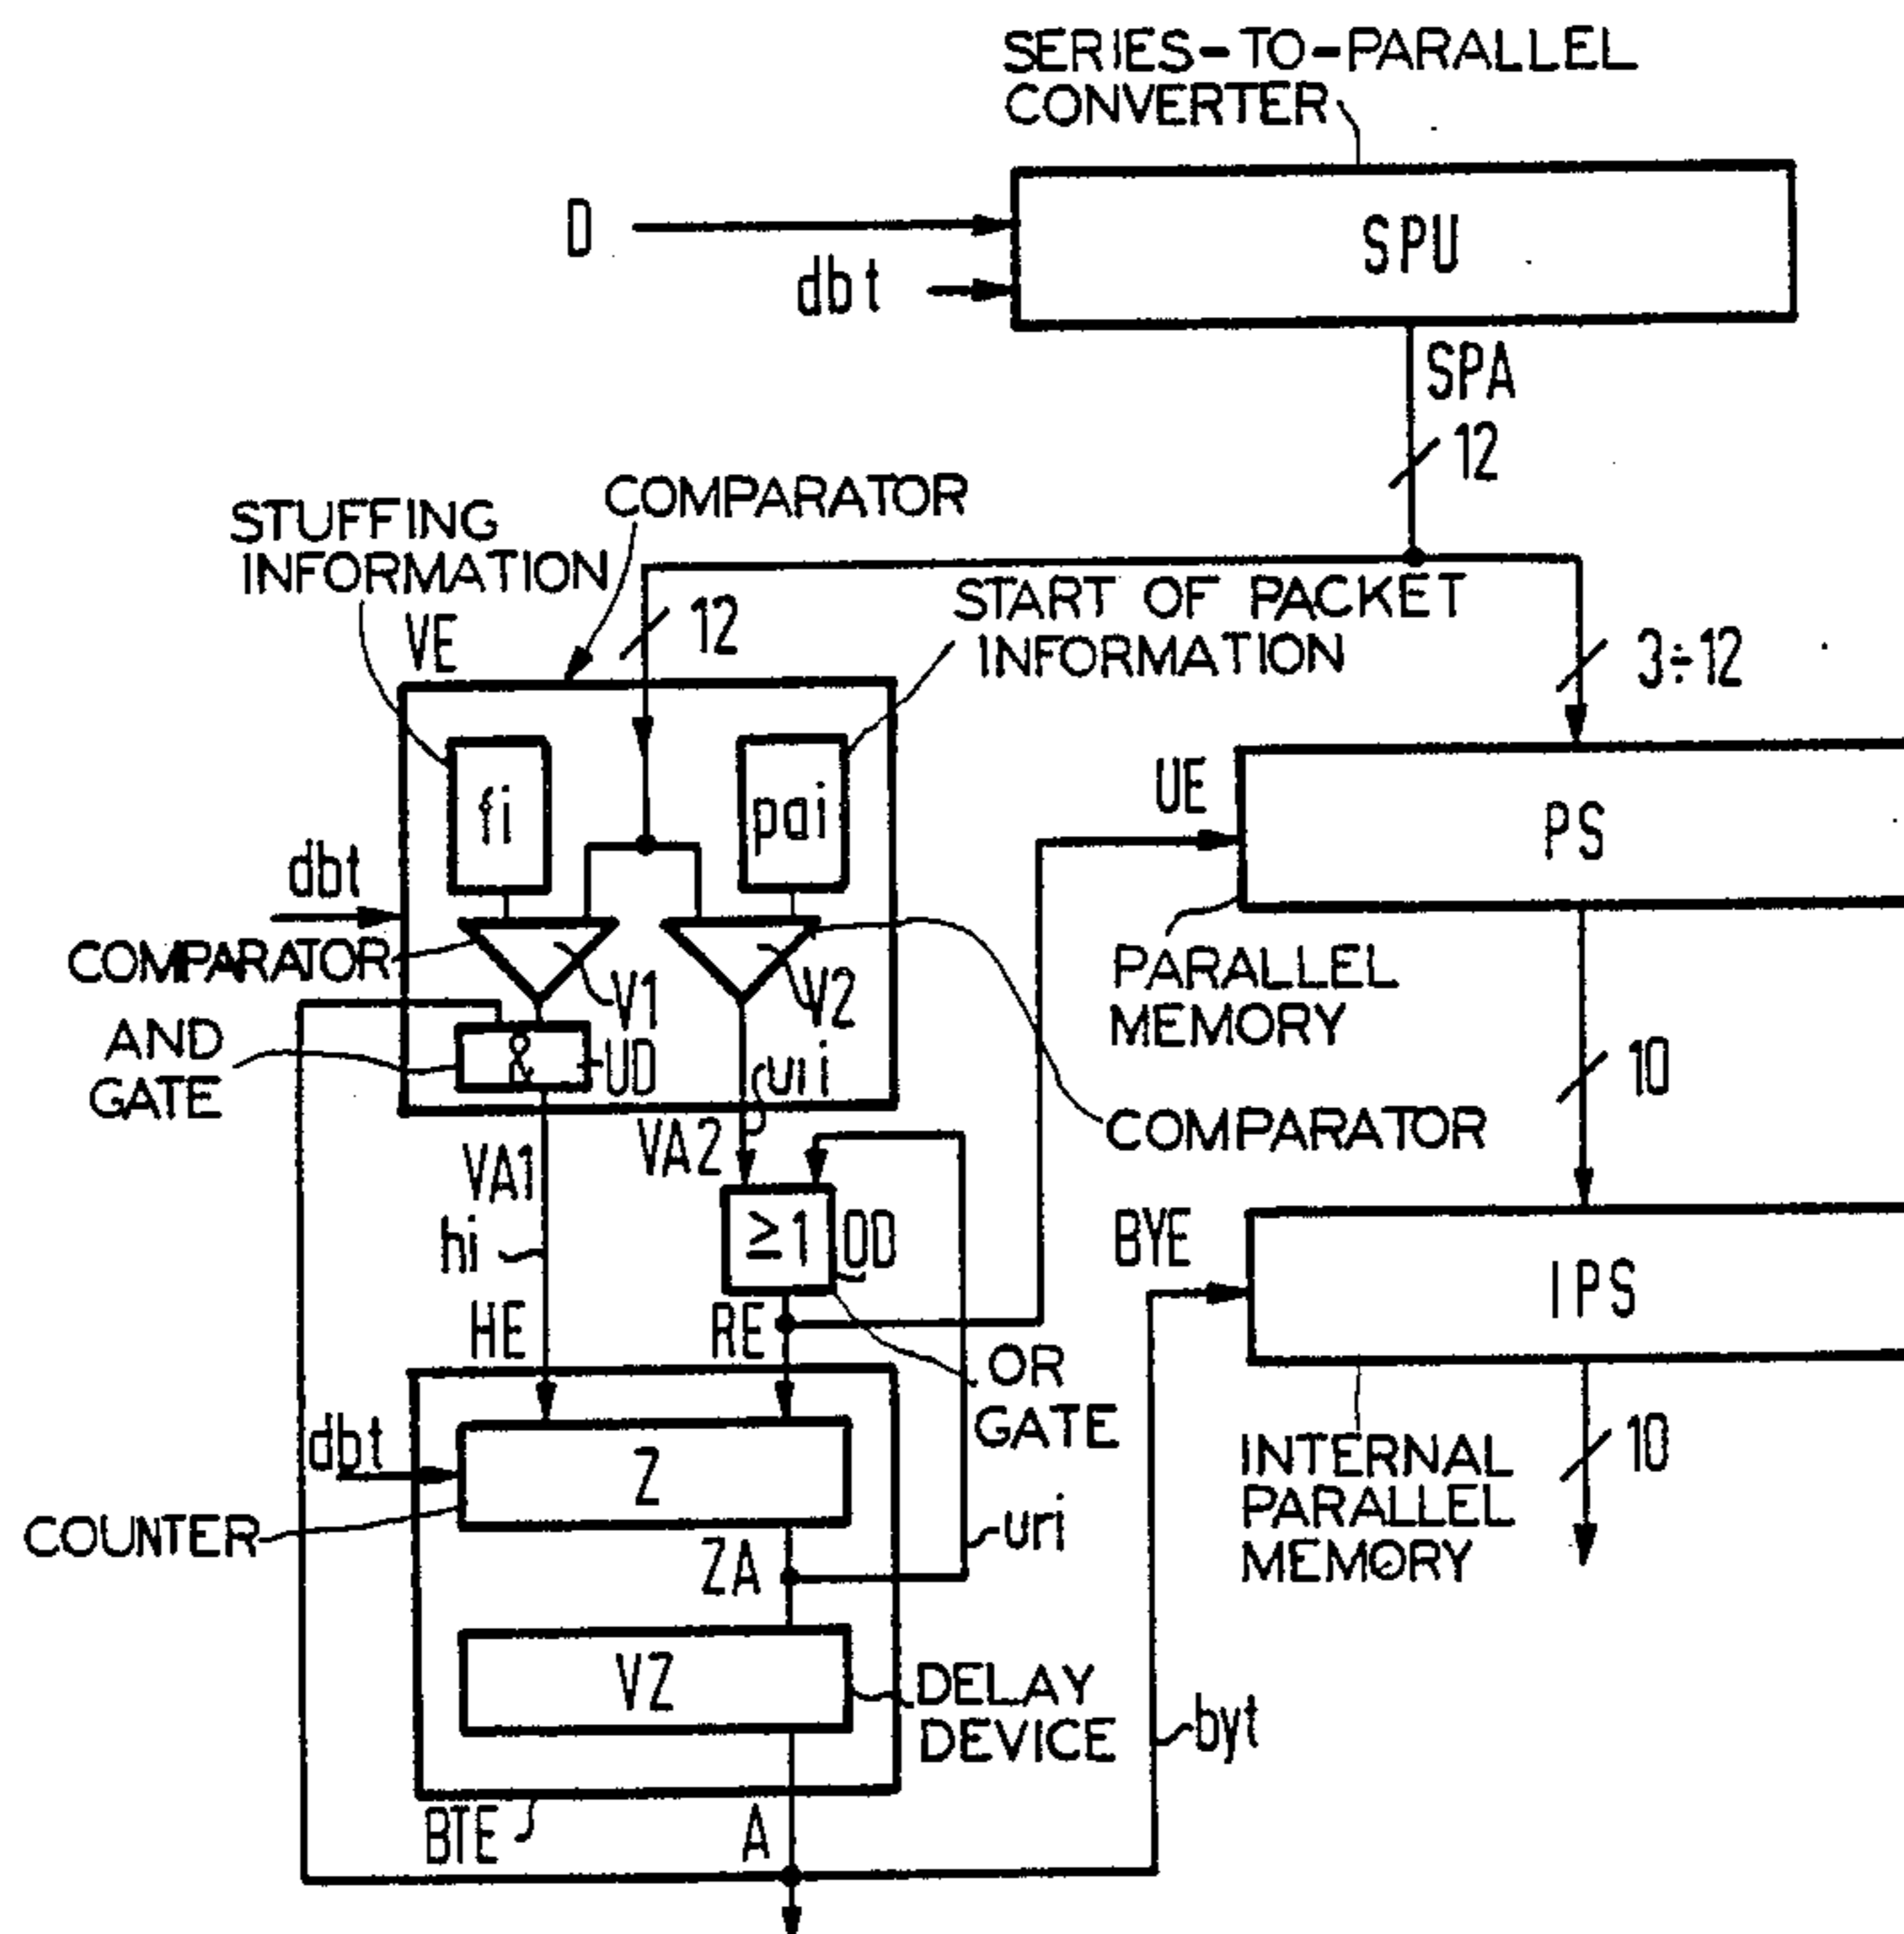 SERIES-TO-PARALLEL
CONVERTER
D
SPU
dbt
SPA
12
COMPARATOR
STUFFING
INFORMATION
VE
12
START OF PACKET
INFORMATION
3÷12
fi
pai
UE
PS
dbt
COMPARATOR
V1
V2
PARALLEL
MEMORY
AND
GATE
&
UD
uri
10
COMPARATOR
VA1
VA2
hi
≥1
OD
BYE
IPS
HE
RE
OR
GATE
dbt
Z
10
INTERNAL
PARALLEL
MEMORY
COUNTER
ZA
uri
VZ
DELAY
DEVICE
byt
BTE
A